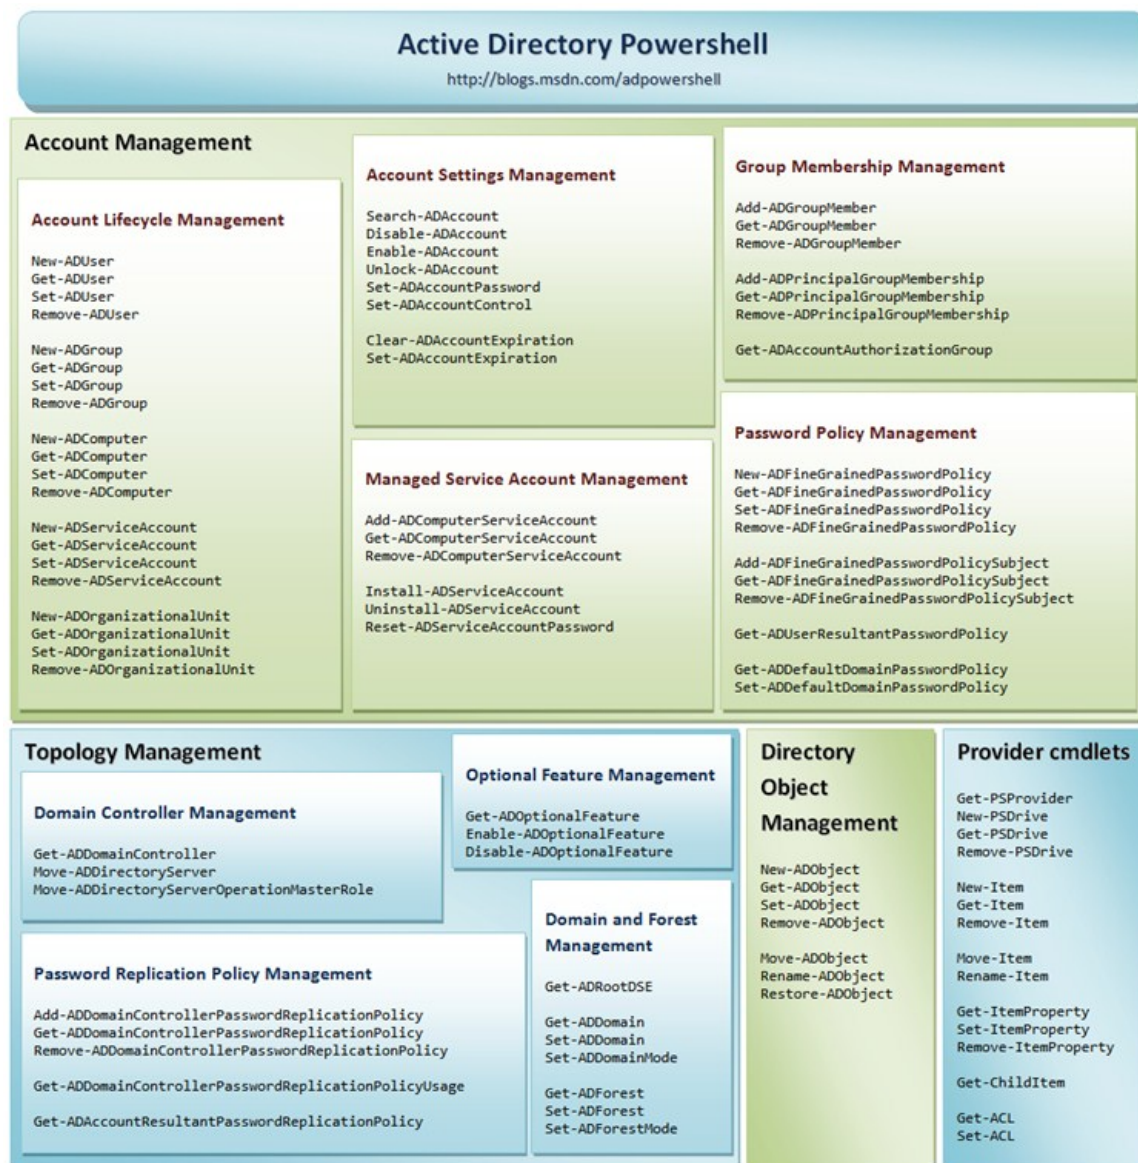 Active Directory Powershell
http://blogs.msdn.com/adpowershell
Account Management
Account Lifecycle Management
New-ADUser
Get-ADUser
Set-ADUser
Remove-ADUser
New-ADGroup
Get-ADGroup
Set-ADGroup
Remove-ADGroup
New-ADComputer
Get-ADComputer
Set-ADComputer
Remove-ADComputer
New-ADServiceAccount
Get-ADServiceAccount
Set-ADServiceAccount
Remove-ADServiceAccount
New-ADOrganizationalUnit
Get-ADOrganizationalUnit
Set-ADOrganizationalUnit
Remove-ADOrganizationalUnit
Account Settings Management
Search-ADAccount
Disable-ADAccount
Enable-ADAccount
Unlock-ADAccount
Set-ADAccountPassword
Set-ADAccountControl
Clear-ADAccountExpiration
Set-ADAccountExpiration
Managed Service Account Management
Add-ADComputerServiceAccount
Get-ADComputerServiceAccount
Remove-ADComputerServiceAccount
Install-ADServiceAccount
Uninstall-ADServiceAccount
Reset-ADServiceAccountPassword
Group Membership Management
Add-ADGroupMember
Get-ADGroupMember
Remove-ADGroupMember
Add-ADPrincipalGroupMembership
Get-ADPrincipalGroupMembership
Remove-ADPrincipalGroupMembership
Get-ADAccountAuthorizationGroup
Password Policy Management
New-ADFineGrainedPasswordPolicy
Get-ADFineGrainedPasswordPolicy
Set-ADFineGrainedPasswordPolicy
Remove-ADFineGrainedPasswordPolicy
Add-ADFineGrainedPasswordPolicySubject
Get-ADFineGrainedPasswordPolicySubject
Remove-ADFineGrainedPasswordPolicySubject
Get-ADUserResultantPasswordPolicy
Get-ADDefaultDomainPasswordPolicy
Set-ADDefaultDomainPasswordPolicy
Topology Management
Domain Controller Management
Get-ADDomainController
Move-ADDirectoryServer
Move-ADDirectoryServerOperationMasterRole
Optional Feature Management
Get-ADOptionalFeature
Enable-ADOptionalFeature
Disable-ADOptionalFeature
Password Replication Policy Management
Add-ADDomainControllerPasswordReplicationPolicy
Get-ADDomainControllerPasswordReplicationPolicy
Remove-ADDomainControllerPasswordReplicationPolicy
Get-ADDomainControllerPasswordReplicationPolicyUsage
Get-ADAccountResultantPasswordReplicationPolicy
Domain and Forest
Management
Get-ADRootDSE
Get-ADDomain
Set-ADDomain
Set-ADDomainMode
Get-ADForest
Set-ADForest
Set-ADForestMode
Directory
Object
Management
New-ADObject
Get-ADObject
Set-ADObject
Remove-ADObject
Move-ADObject
Rename-ADObject
Restore-ADObject
Provider cmdlets
Get-PSProvider
New-PSDrive
Get-PSDrive
Remove-PSDrive
New-Item
Get-Item
Remove-Item
Move-Item
Rename-Item
Get-ItemProperty
Set-ItemProperty
Remove-ItemProperty
Get-ChildItem
Get-ACL
Set-ACL